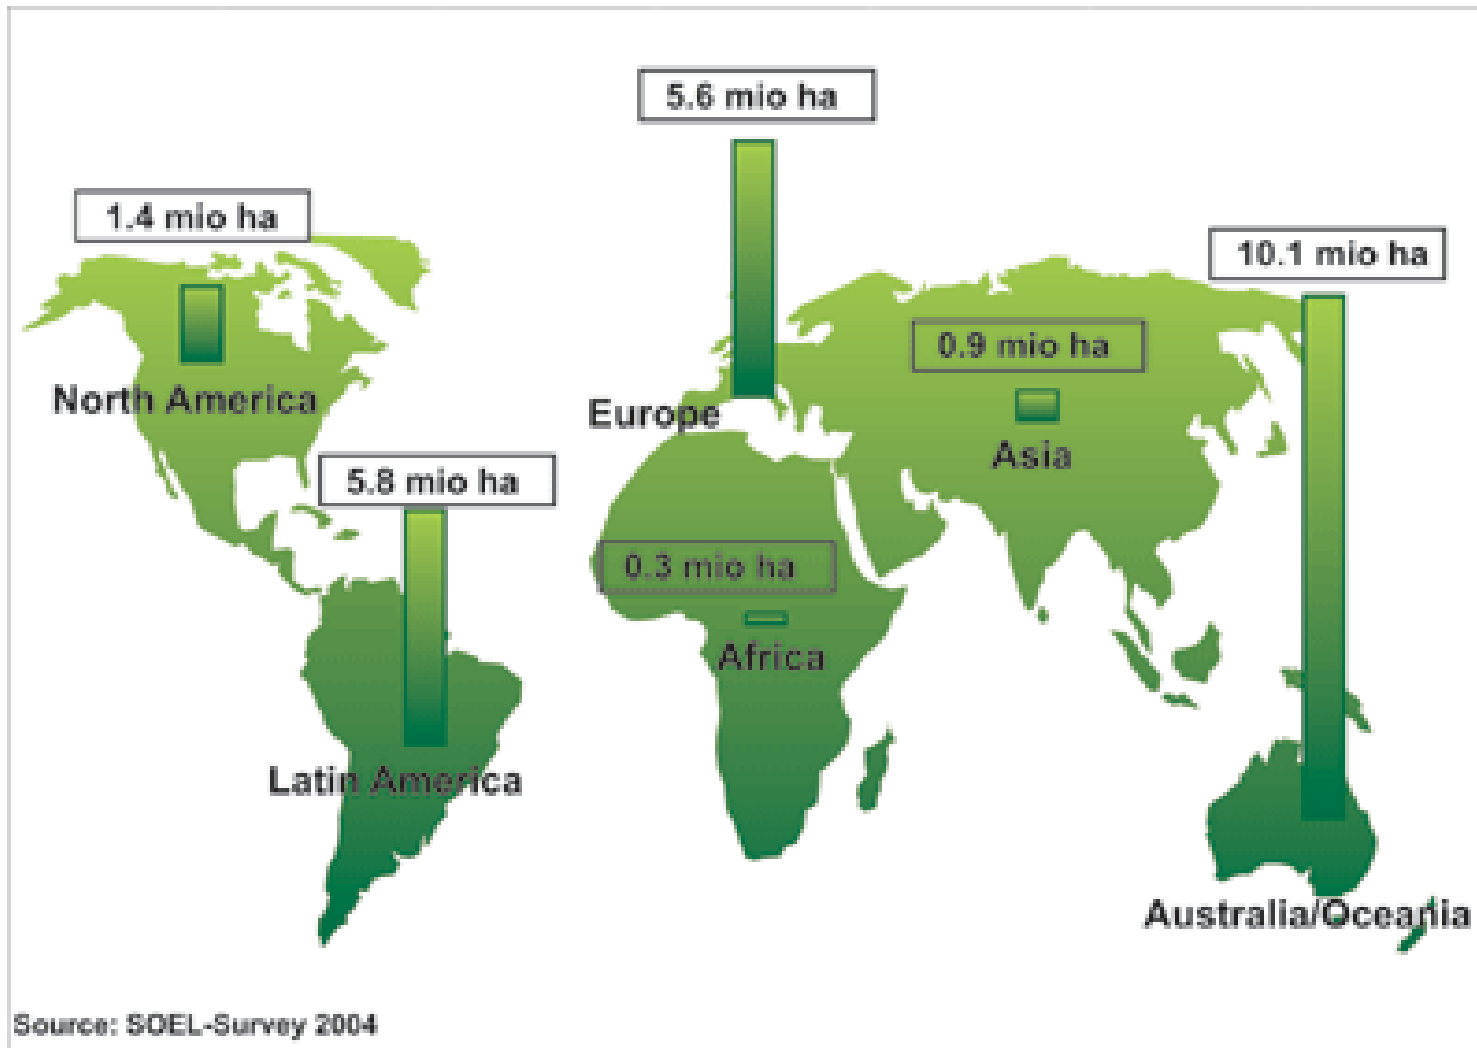 5.6 mio ha
1.4 mio ha
10.1 mio ha
0.9 mio ha
North America
Europe
Asia
5.8 mio ha
0.3 mio ha
Africa
Latin America
Australia/Oceania
Source: SOEL-Survey 2004